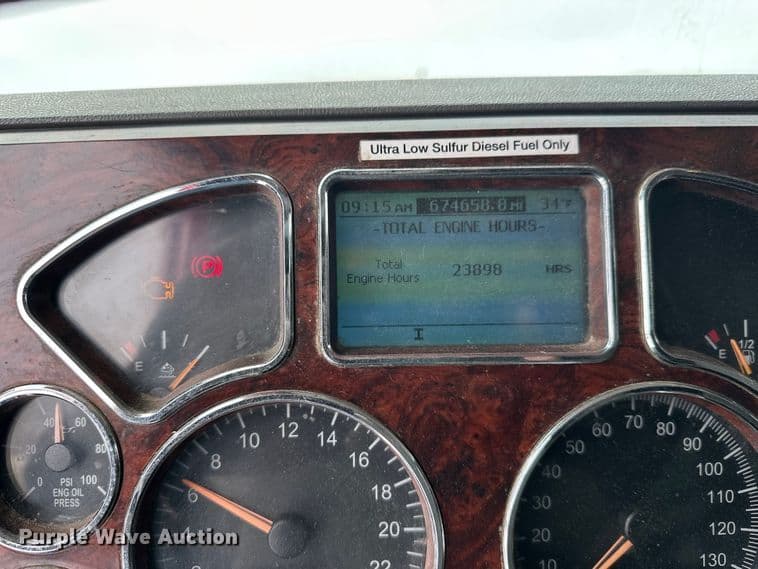 Ultra Low Sulfur Diesel Fuel Only
09:15 AM 674658.8 MI 34°F
-TOTAL ENGINE HOURS-
Total
Engine Hours
23898 HRS
I
P
E
E 1/2
0 20 40 60 80 100
PSI
ENG OIL
PRESS
4 6 8 10 12 14 16 18 20 22
10 20 30 40 50 60 70 80 90 100 110 120 130
Purple Wave Auction